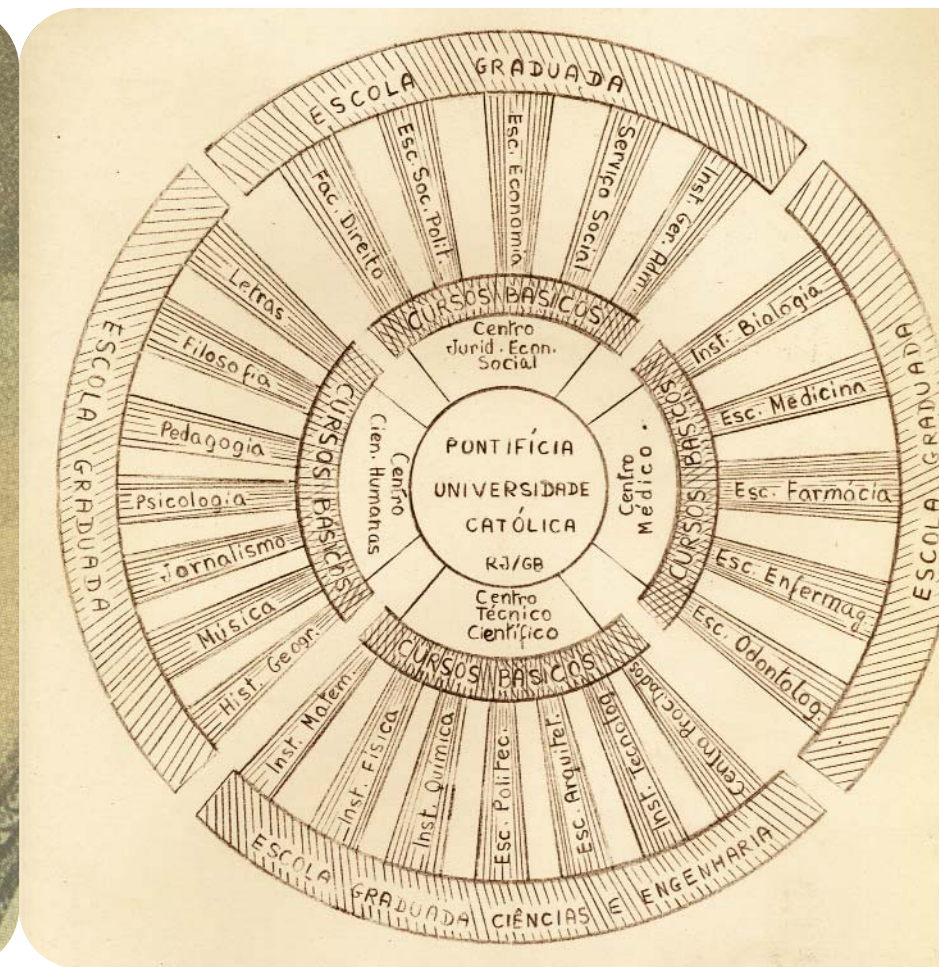 ESCOLA GRADUADA
Fac. Direito
Esc. Soc. Polit.
Esc. Economia
Serviço Social
Inst. Ger. Adm.
CURSOS BÁSICOS
Centro
Jurid. Econ.
Social
ESCOLA GRADUADA
Letras
Filosofia
Pedagogia
Psicologia
Jornalismo
Música
Hist. Geogr.
CURSOS BÁSICOS
Centro
Cien. Humanas
PONTIFÍCIA
UNIVERSIDADE
CATÓLICA
RJ/GB
Centro
Médico.
CURSOS BÁSICOS
Inst. Biologia
Esc. Medicina
Esc. Farmácia
Esc. Enfermag.
Esc. Odontolog.
ESCOLA GRADUADA
Centro
Técnico
Científico
CURSOS BÁSICOS
Inst. Matem.
Inst. Física
Inst. Química
Esc. Politec.
Esc. Arquitet.
Inst. Tecnolog.
Centro Proc. Dados
ESCOLA GRADUADA CIÊNCIAS E ENGENHARIA